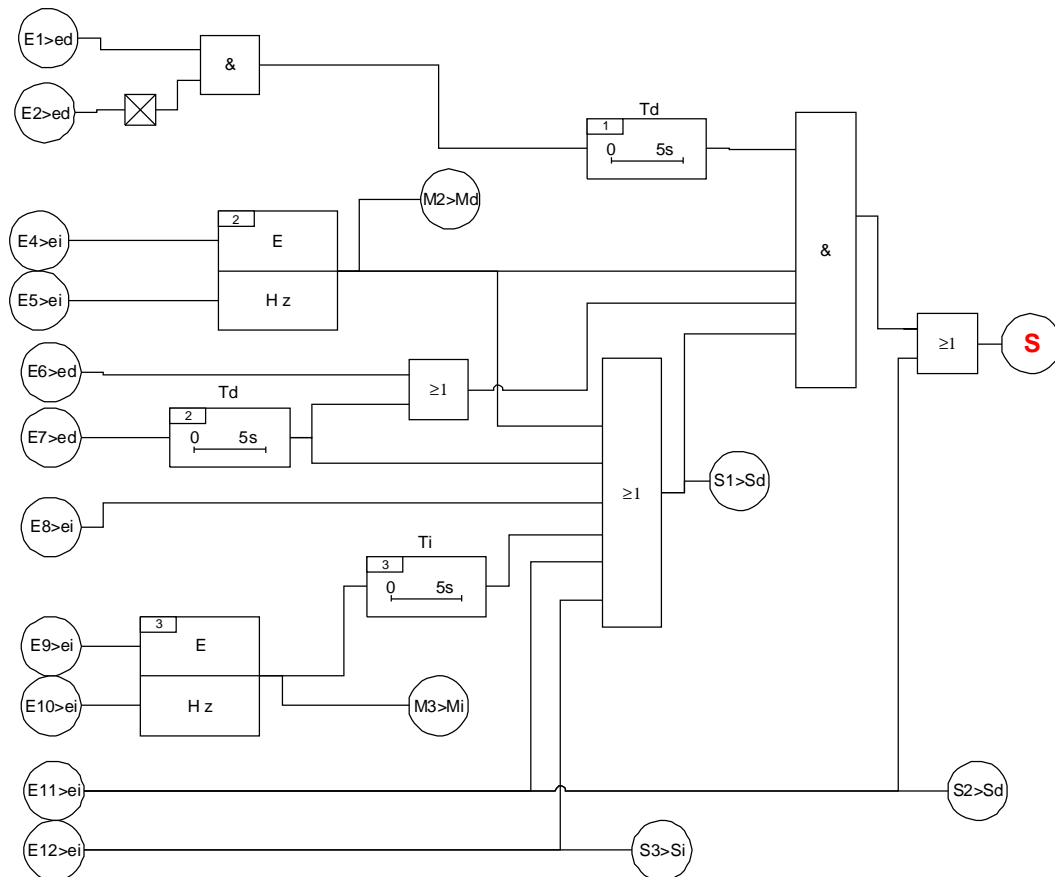 E1>ed
&
E2>ed
Td
1
0 5s
M2>Md
2
E4>ei
E
&
E5>ei
H z
≥1
S
E6>ed
≥1
Td
2
0 5s
E7>ed
S1>Sd
≥1
E8>ei
Ti
3
0 5s
3
E9>ei
E
E10>ei
H z
M3>Mi
E11>ei
S2>Sd
E12>ei
S3>Si